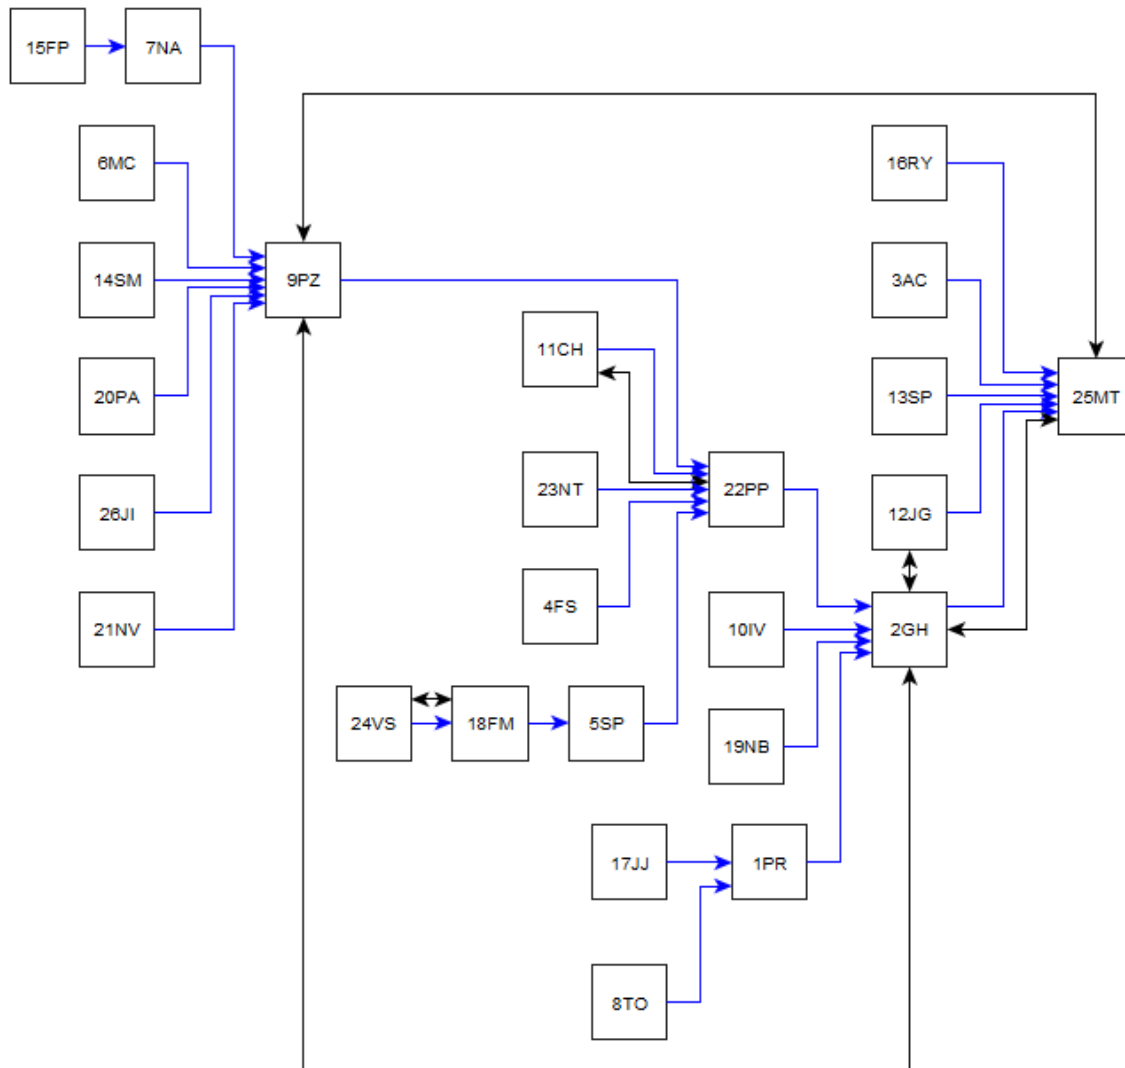 15FP
7NA
6MC
16RY
14SM
9PZ
3AC
11CH
20PA
13SP
25MT
26JI
23NT
22PP
12JG
4FS
21NV
10IV
2GH
24VS
18FM
5SP
19NB
17JJ
1PR
8TO